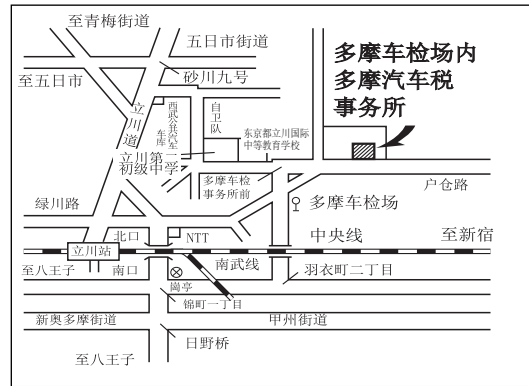 至青梅街道
五日市街道
砂川九号
至五日市
多摩车检场内
多摩汽车税
事务所
立川道
西武公共汽车
车库
自卫队
东京都立川国际
中等教育学校
立川第二
初级中学
多摩车检
事务所前
户仓路
绿川路
多摩车检场
北口
NTT
中央线
至新宿
立川站
至八王子
南口
南武线
羽衣町二丁目
崗亭
锦町一丁目
新奥多摩街道
甲州街道
日野桥
至八王子